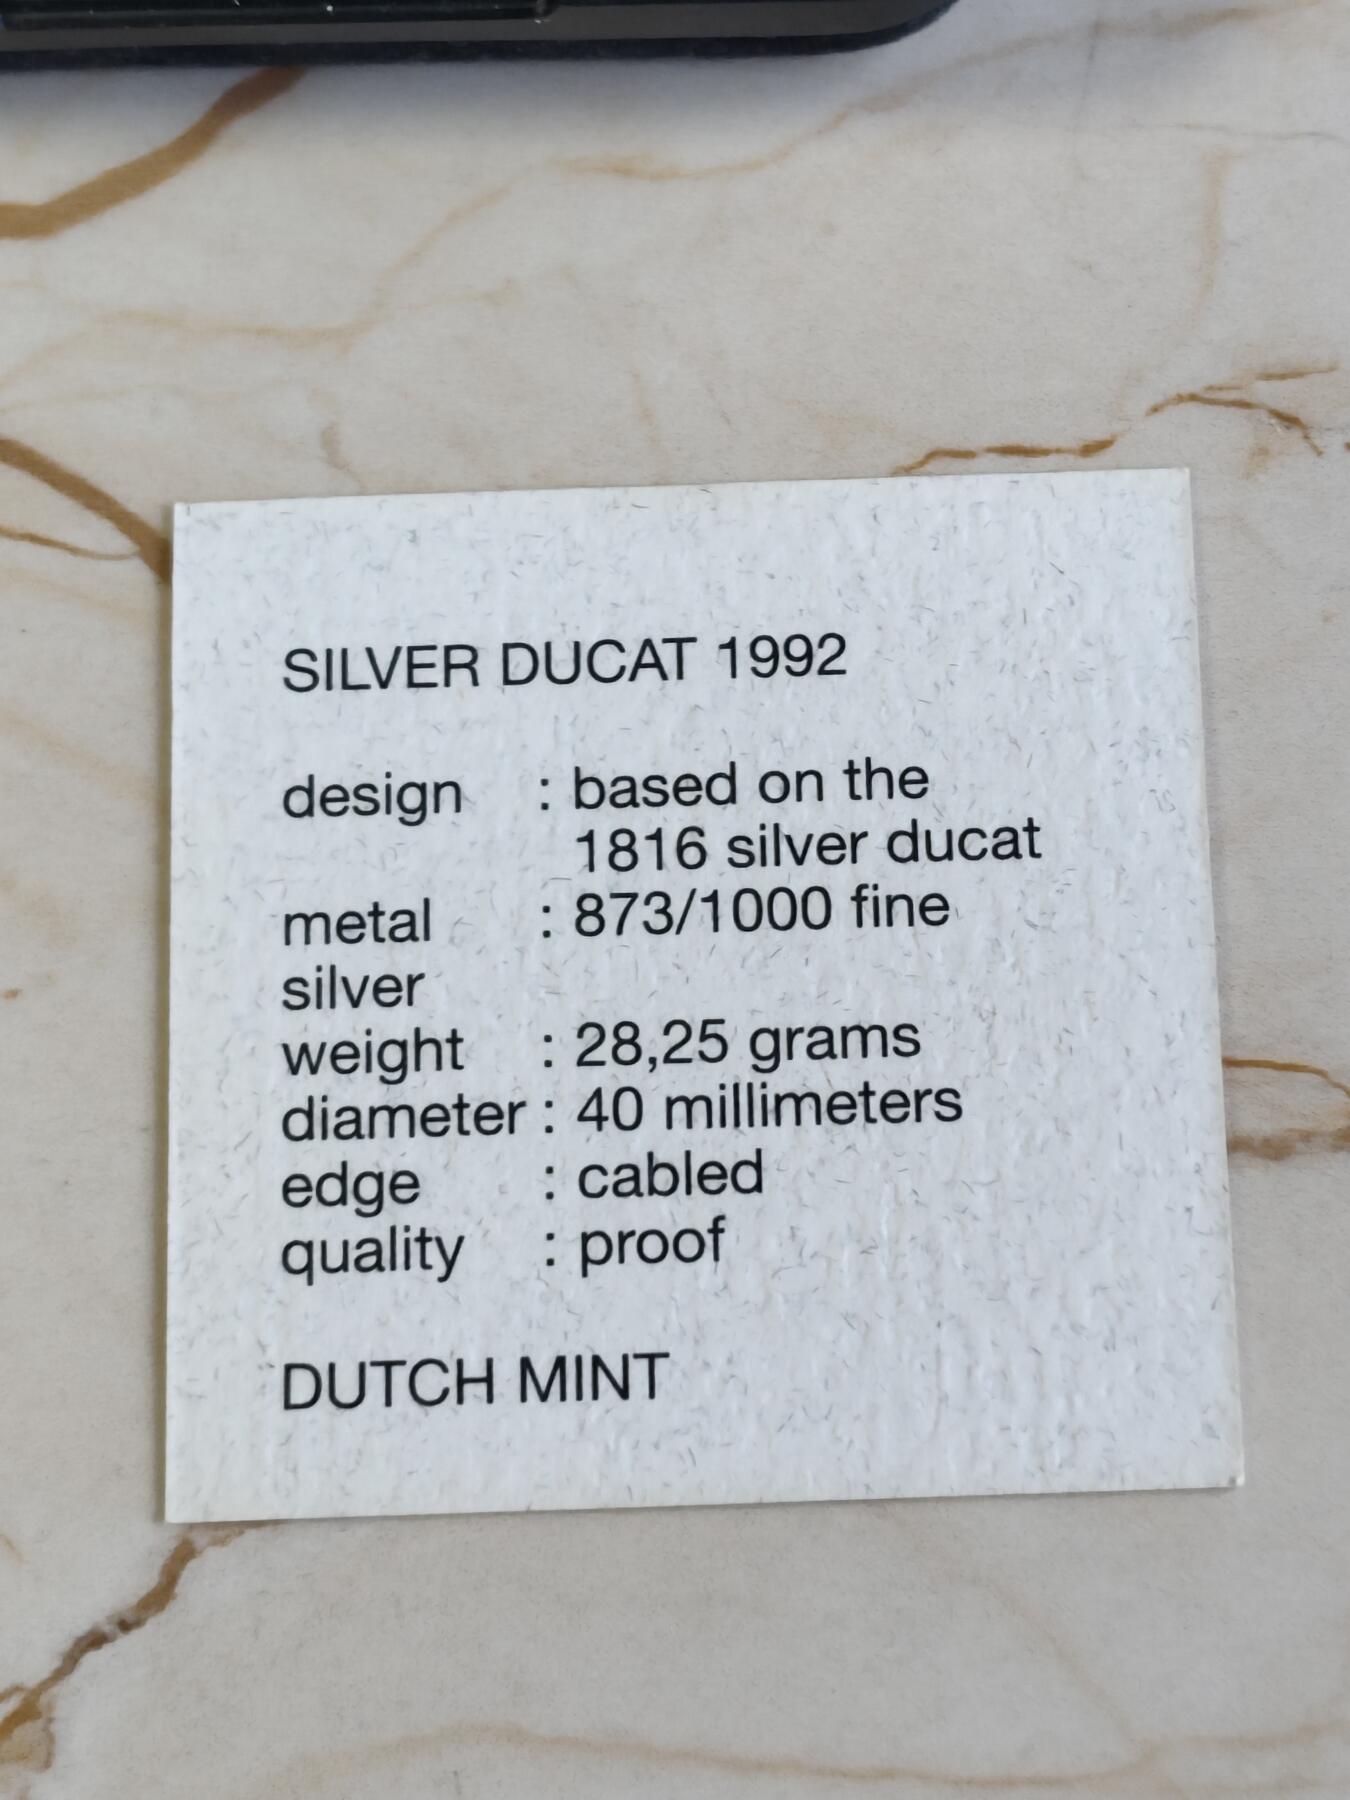 SILVER DUCAT 1992
design : based on the
1816 silver ducat
metal : 873/1000 fine
silver
weight : 28,25 grams
diameter : 40 millimeters
edge : cabled
quality : proof
DUTCH MINT